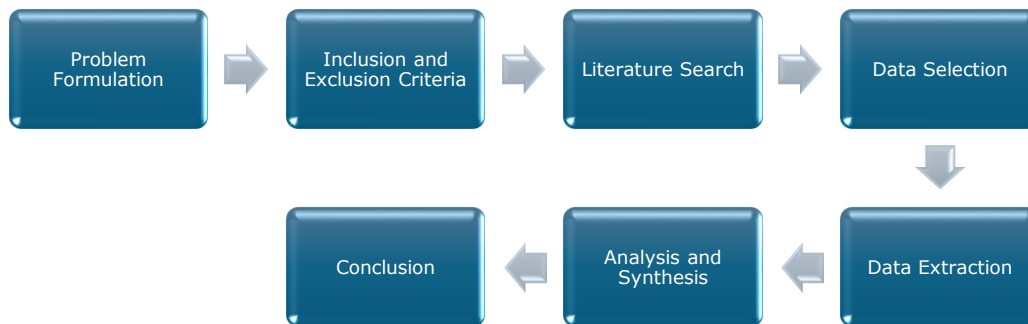 Problem
Formulation
Inclusion and
Exclusion Criteria
Literature Search
Data Selection
Data Extraction
Analysis and
Synthesis
Conclusion